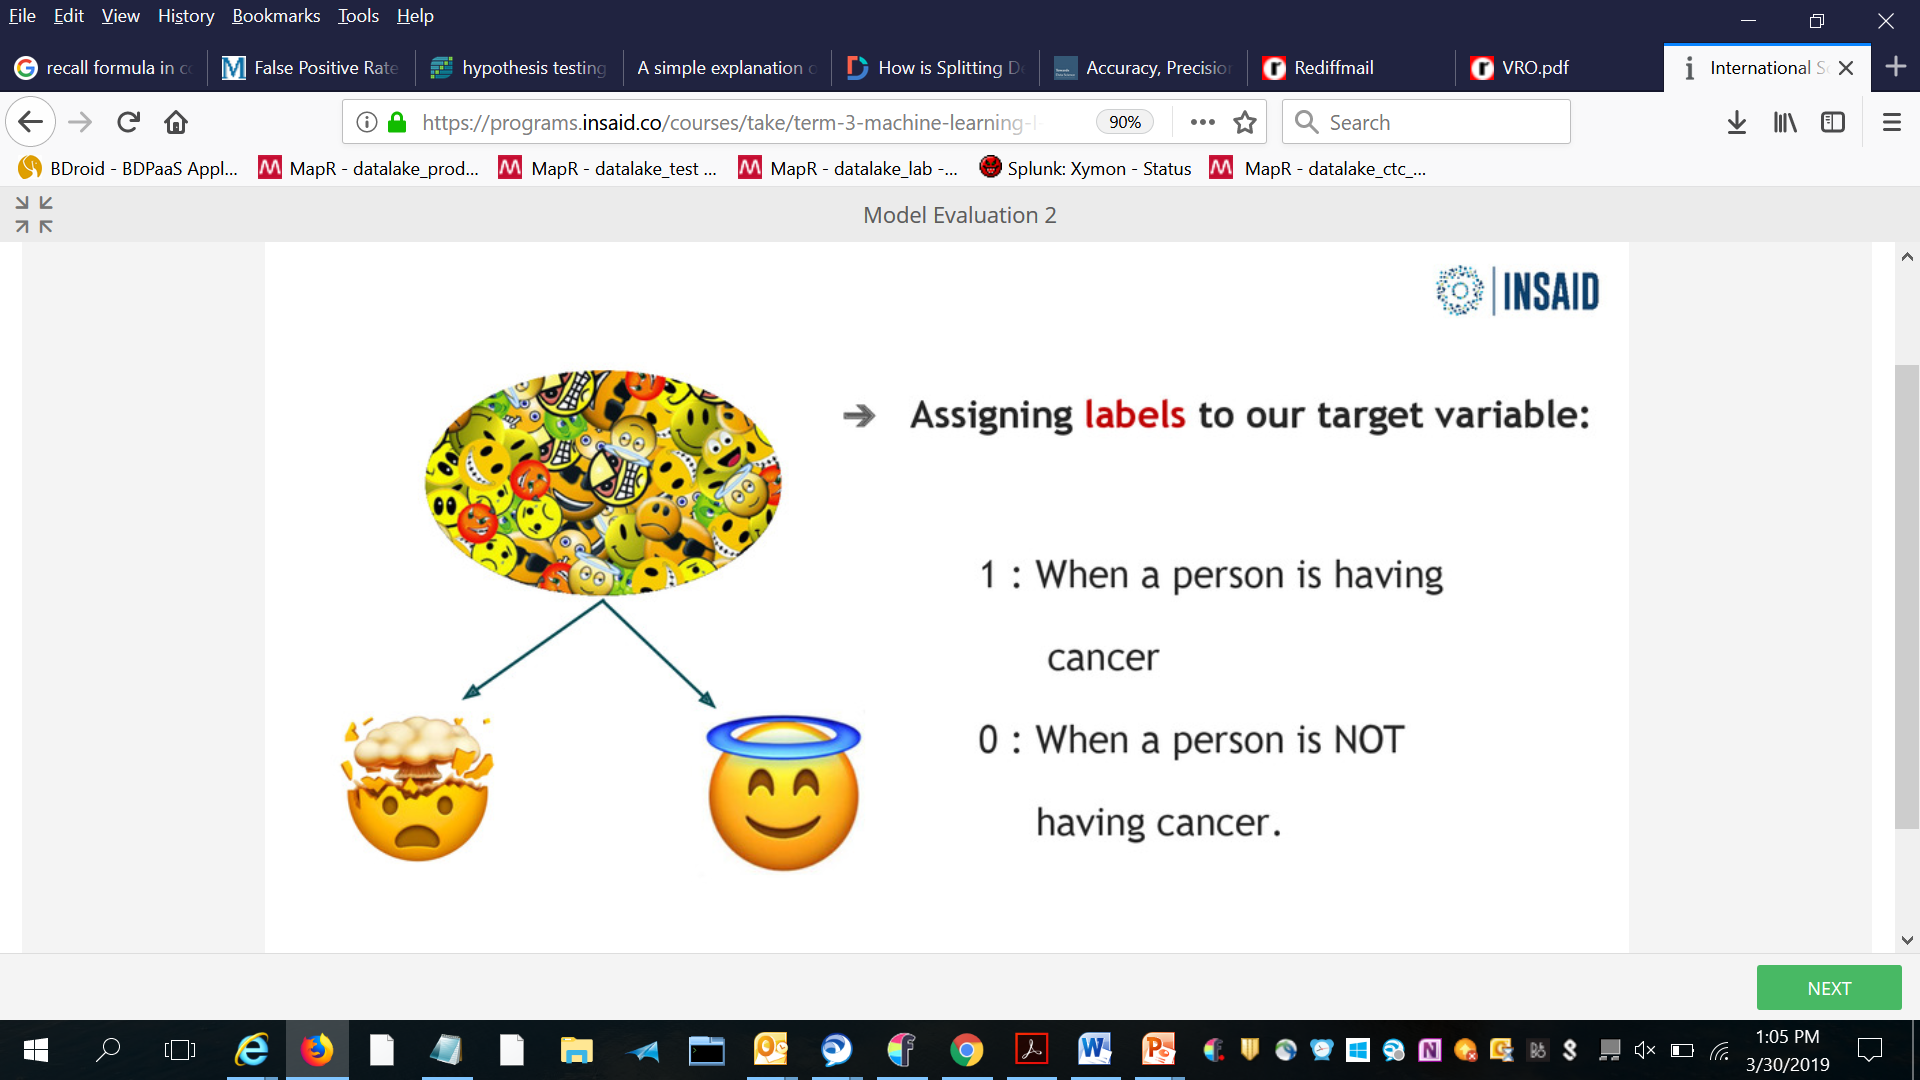 File Edit View History Bookmarks Tools Help
recall formula in c
False Positive Rate
hypothesis testing
A simple explanation o
How is Splitting D
Accuracy, Precisio
Rediffmail
VRO.pdf
International S
https://programs.insaid.co/courses/take/term-3-machine-learning-l
90%
Search
BDroid - BDPaaS Appl...
MapR - datalake_prod...
MapR - datalake_test ...
MapR - datalake_lab -...
Splunk: Xymon - Status
MapR - datalake_ctc_...
Model Evaluation 2
INSAID
Assigning labels to our target variable:
1 : When a person is having
cancer
0 : When a person is NOT
having cancer.
NEXT
1:05 PM
3/30/2019